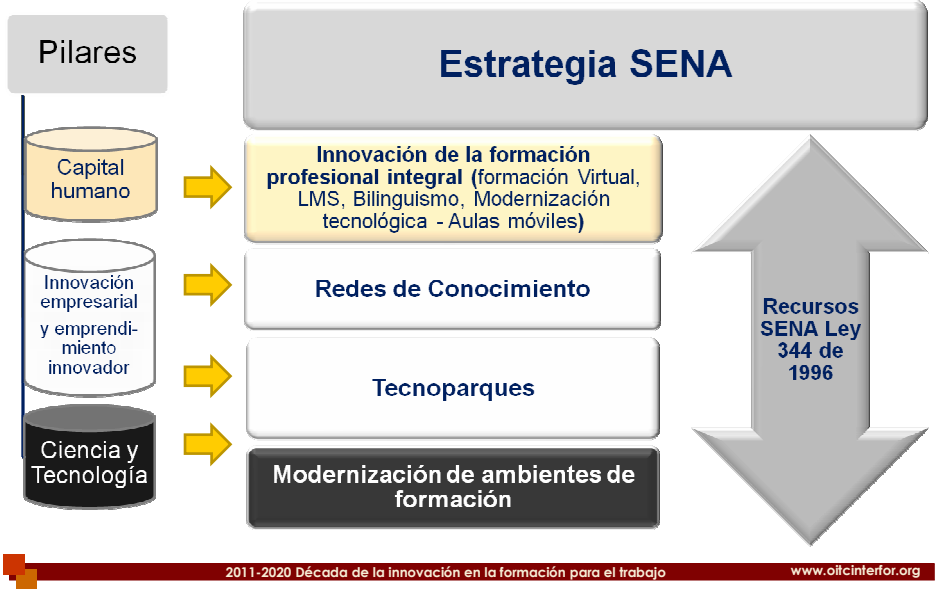 Pilares
Estrategia SENA
Capital
humano
Innovación de la formación
profesional integral (formación Virtual,
LMS, Bilinguismo, Modernización
tecnológica - Aulas móviles)
Innovación
empresarial
y emprendi-
miento
innovador
Redes de Conocimiento
Tecnoparques
Ciencia y
Tecnología
Modernización de ambientes de
formación
Recursos
SENA Ley
344 de
1996
2011-2020 Década de la innovación en la formación para el trabajo
www.oitcinterfor.org